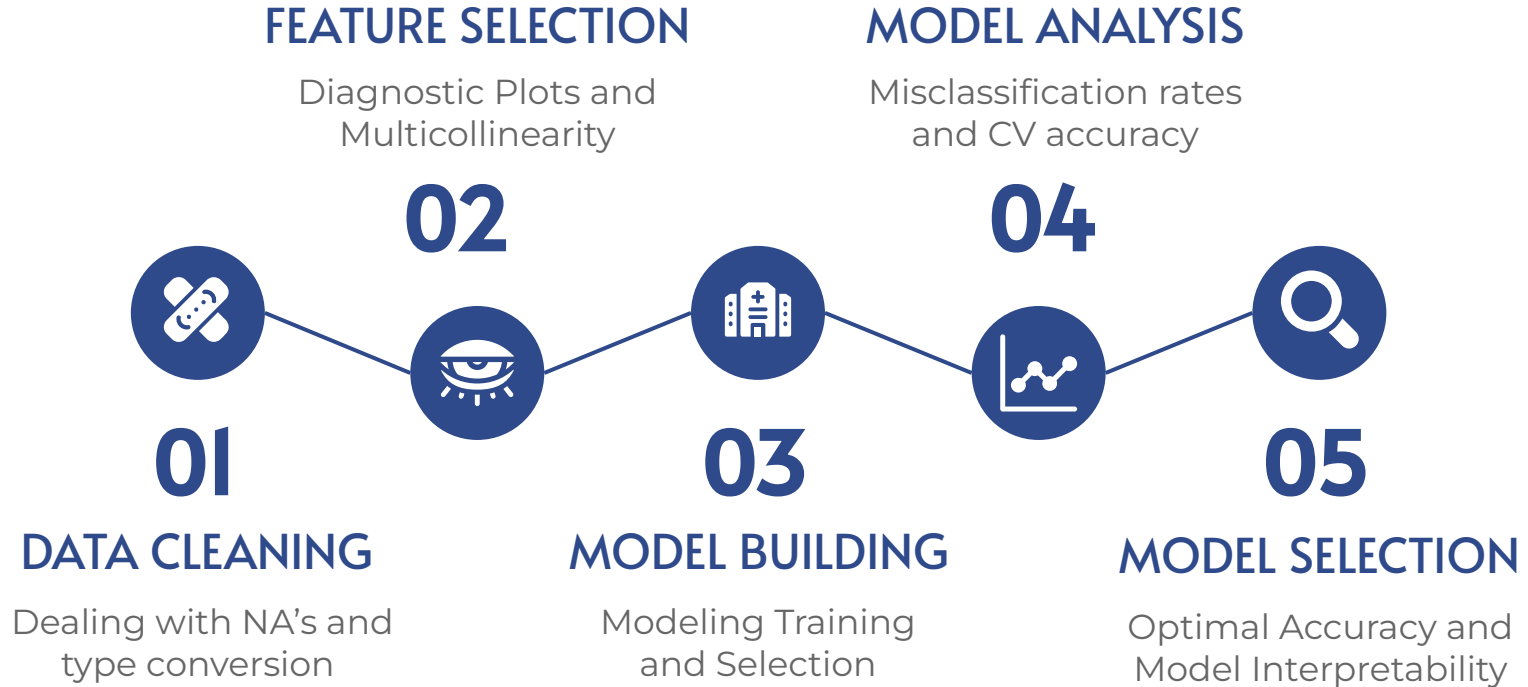 FEATURE SELECTION
Diagnostic Plots and
Multicollinearity
02
MODEL ANALYSIS
Misclassification rates
and CV accuracy
04
01
DATA CLEANING
Dealing with NA’s and
type conversion
03
MODEL BUILDING
Modeling Training
and Selection
05
MODEL SELECTION
Optimal Accuracy and
Model Interpretability